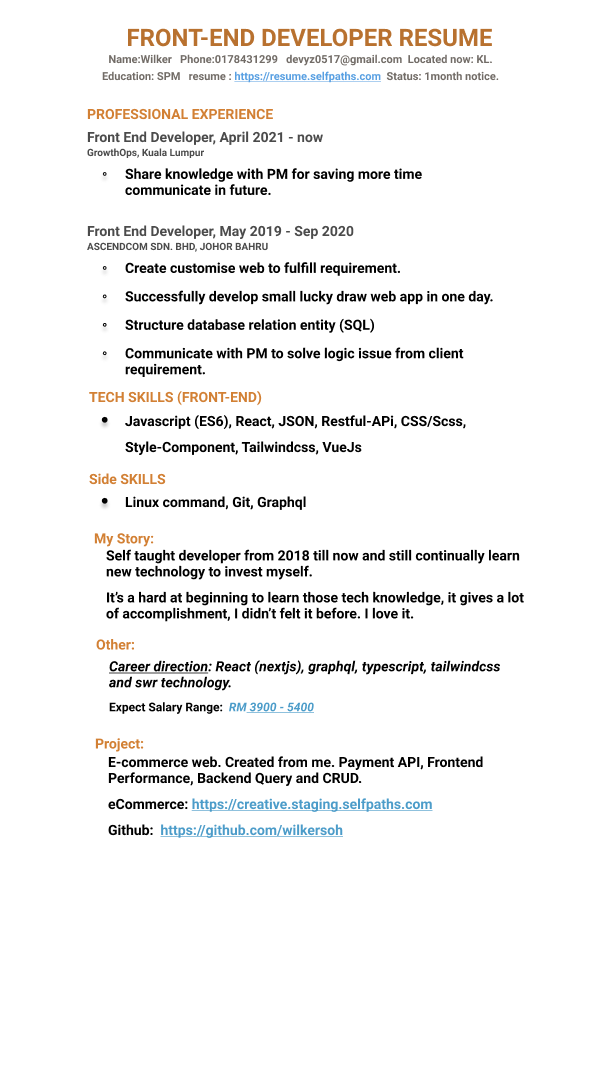 FRONT-END DEVELOPER RESUME
Name:Wilker Phone:0178431299 devyz0517@gmail.com Located now: KL.
Education: SPM resume : https://resume.selfpaths.com Status: 1month notice.
PROFESSIONAL EXPERIENCE
Front End Developer, April 2021 - now
GrowthOps, Kuala Lumpur
◦ Share knowledge with PM for saving more time
communicate in future.
Front End Developer, May 2019 - Sep 2020
ASCENDCOM SDN. BHD, JOHOR BAHRU
◦ Create customise web to fulfill requirement.
◦ Successfully develop small lucky draw web app in one day.
◦ Structure database relation entity (SQL)
◦ Communicate with PM to solve logic issue from client
requirement.
TECH SKILLS (FRONT-END)
• Javascript (ES6), React, JSON, Restful-APi, CSS/Scss,
Style-Component, Tailwindcss, VueJs
Side SKILLS
• Linux command, Git, Graphql
My Story:
Self taught developer from 2018 till now and still continually learn
new technology to invest myself.
It’s a hard at beginning to learn those tech knowledge, it gives a lot
of accomplishment, I didn’t felt it before. I love it.
Other:
Career direction: React (nextjs), graphql, typescript, tailwindcss
and swr technology.
Expect Salary Range: RM 3900 - 5400
Project:
E-commerce web. Created from me. Payment API, Frontend
Performance, Backend Query and CRUD.
eCommerce: https://creative.staging.selfpaths.com
Github: https://github.com/wilkersoh